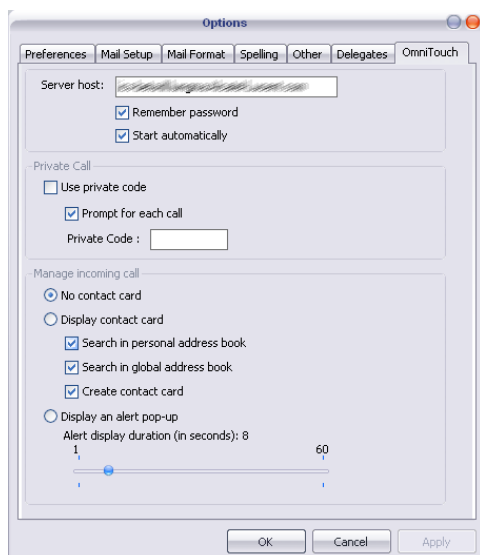 Options
Preferences Mail Setup Mail Format Spelling Other Delegates OmniTouch
Server host:
Remember password
Start automatically
Private Call
Use private code
Prompt for each call
Private Code :
Manage incoming call
No contact card
Display contact card
Search in personal address book
Search in global address book
Create contact card
Display an alert pop-up
Alert display duration (in seconds): 8
1 60
OK Cancel Apply